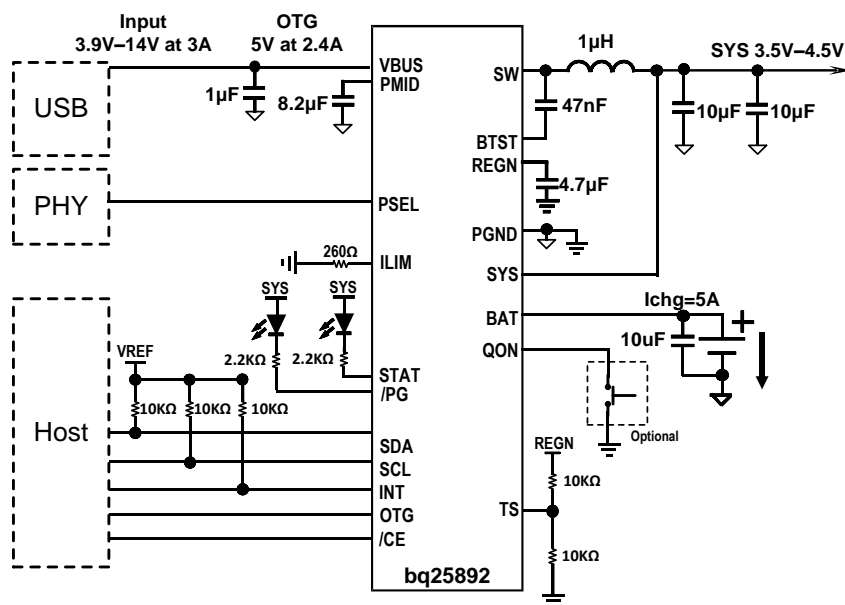 Input
3.9V–14V at 3A
OTG
5V at 2.4A
USB
1µF
8.2µF
VBUS
PMID
SW
1µH
SYS 3.5V–4.5V
47nF
10µF
10µF
BTST
REGN
4.7µF
PHY
PSEL
PGND
260Ω
ILIM
SYS
SYS
SYS
Ichg=5A
BAT
+
10uF
QON
VREF
2.2KΩ
2.2KΩ
STAT
/PG
10KΩ
10KΩ
10KΩ
Host
Optional
SDA
SCL
INT
OTG
/CE
REGN
10KΩ
TS
10KΩ
bq25892